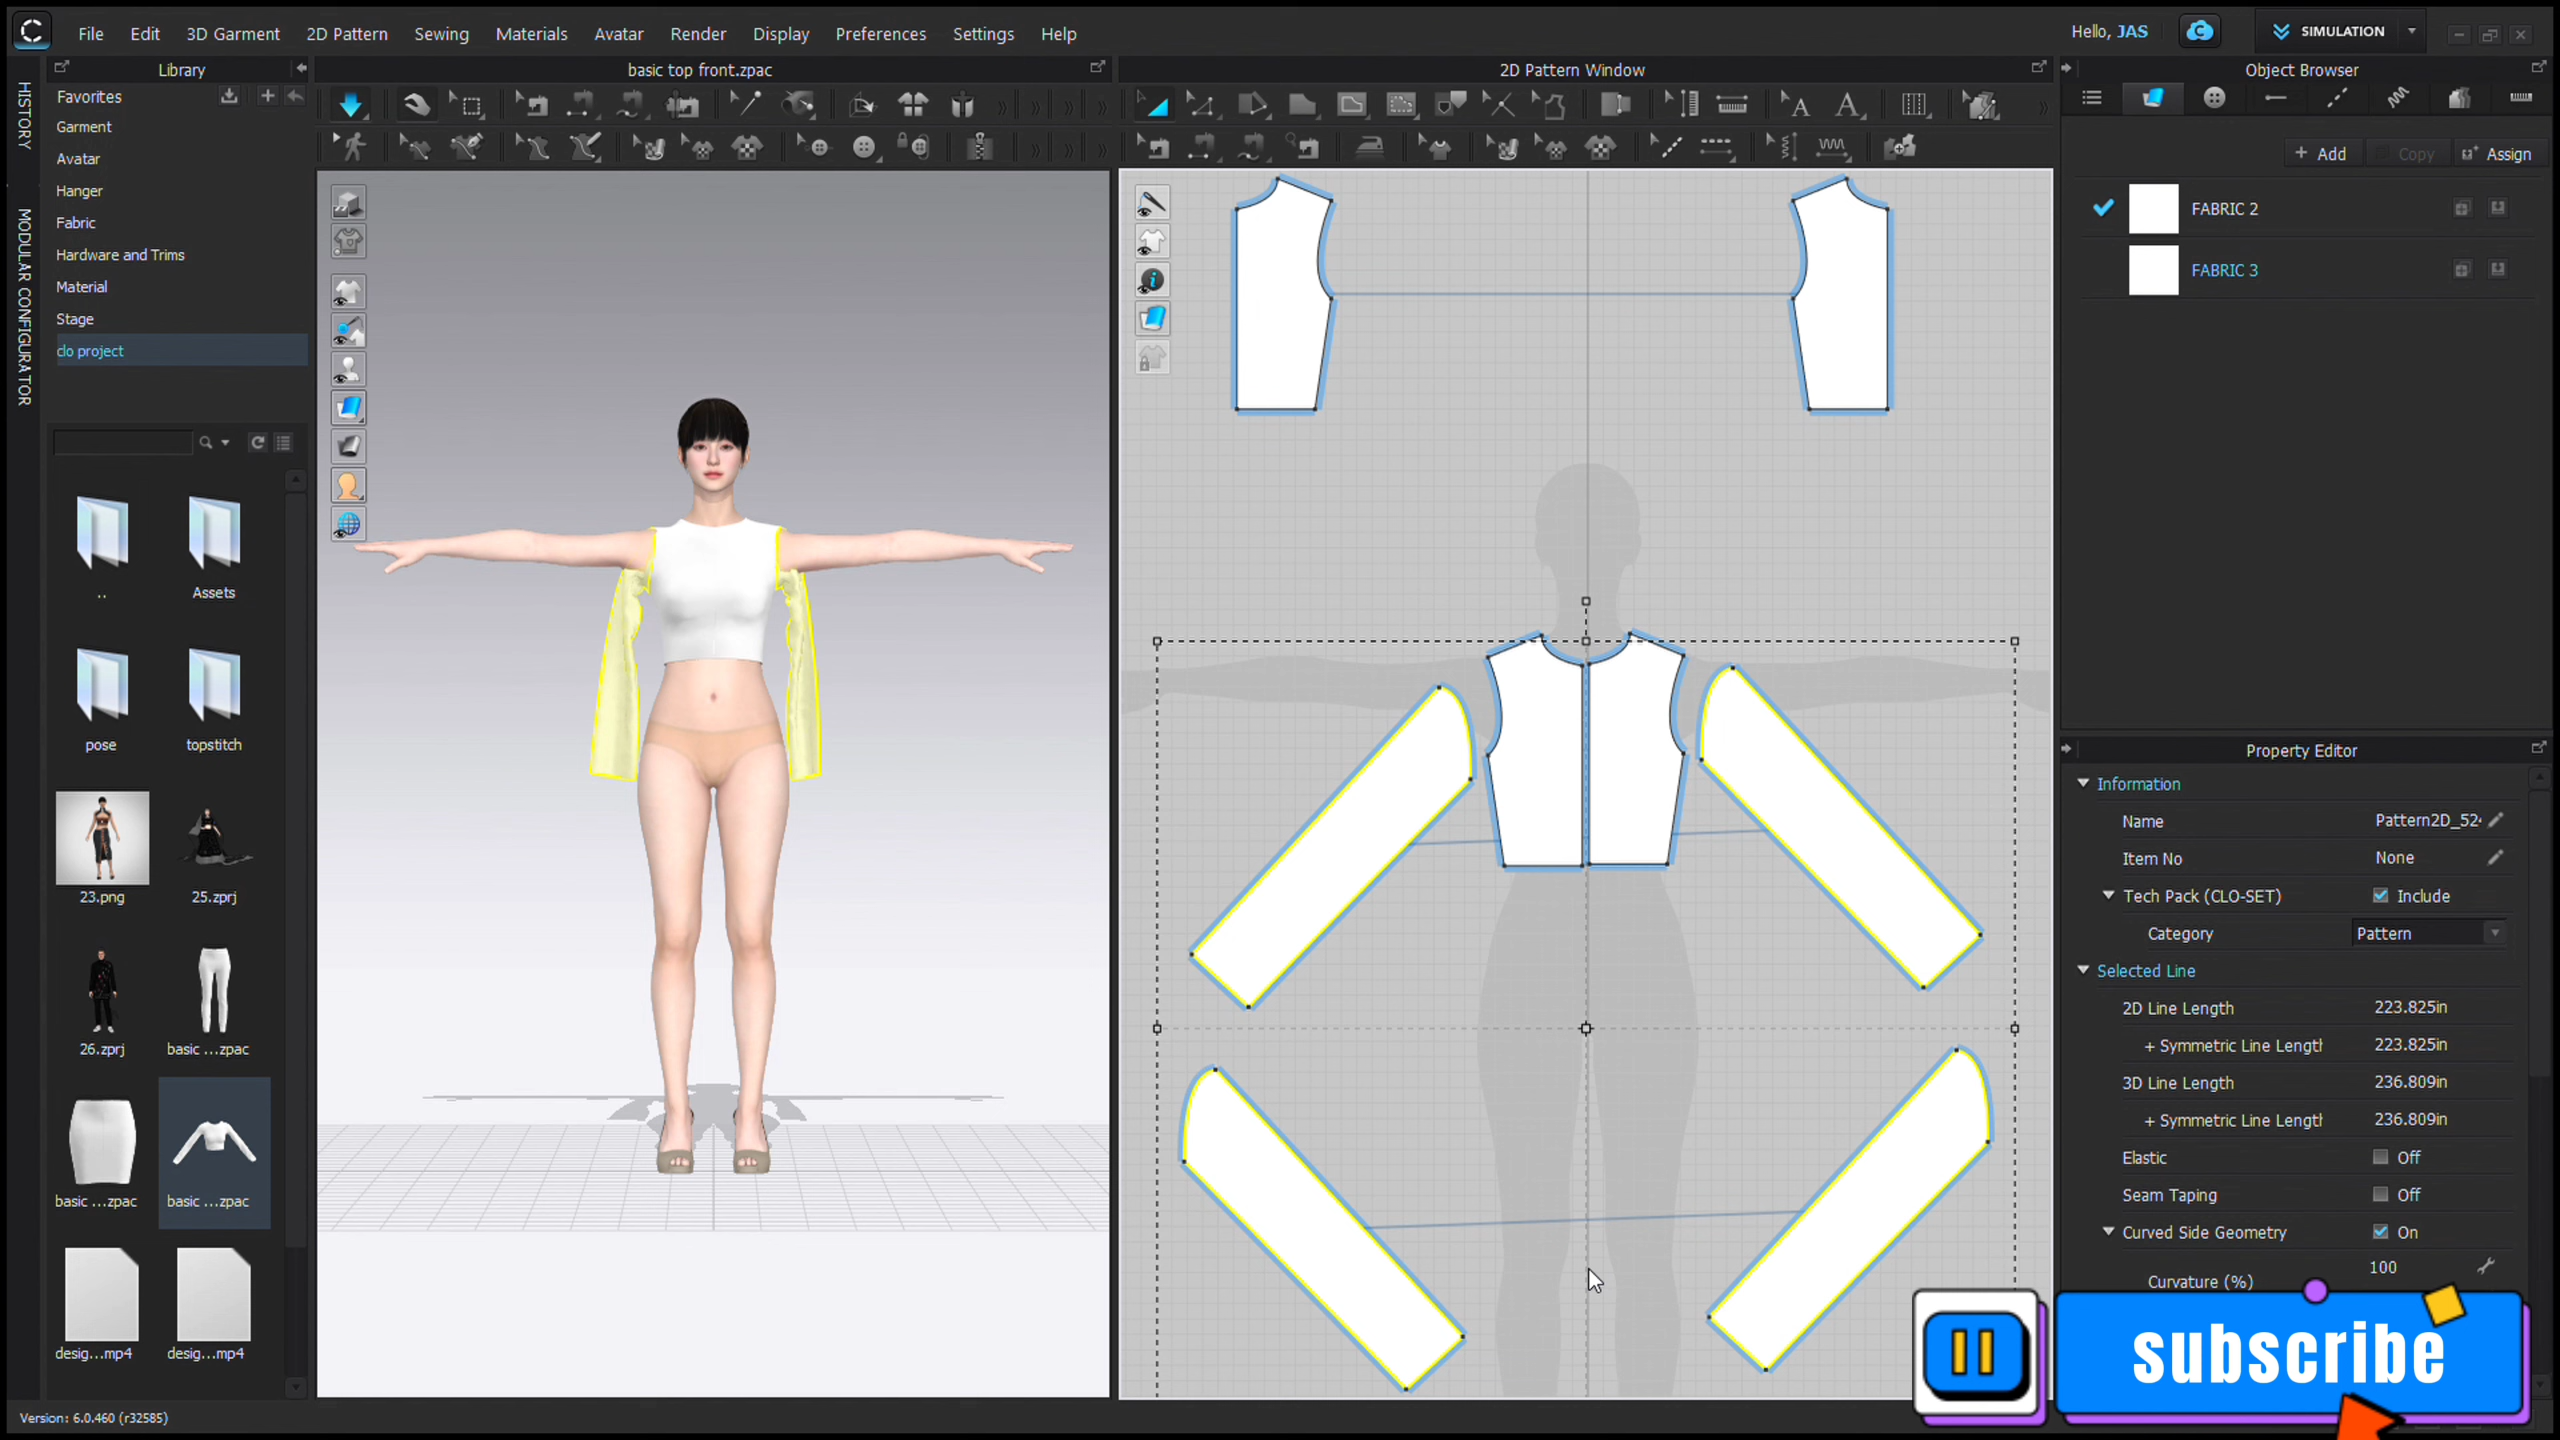 File Edit 3D Garment 2D Pattern Sewing Materials Avatar Render Display Preferences Settings Help
Hello, JAS
SIMULATION
HISTORY
MODULAR CONFIGURATOR
Library
Favorites
Garment
Avatar
Hanger
Fabric
Hardware and Trims
Material
Stage
clo project
..
Assets
pose
topstitch
23.png
25.zprj
26.zprj
basic ...zpac
basic ...zpac
basic ...zpac
desig...mp4
desig...mp4
Version: 6.0.460 (r32585)
basic top front.zpac
2D Pattern Window
Object Browser
+ Add
Copy
Assign
FABRIC 2
FABRIC 3
Property Editor
Information
Name Pattern2D_524
Item No None
Tech Pack (CLO-SET) Include
Category Pattern
Selected Line
2D Line Length 223.825in
+ Symmetric Line Length 223.825in
3D Line Length 236.809in
+ Symmetric Line Length 236.809in
Elastic Off
Seam Taping Off
Curved Side Geometry On
Curvature (%) 100
subscribe